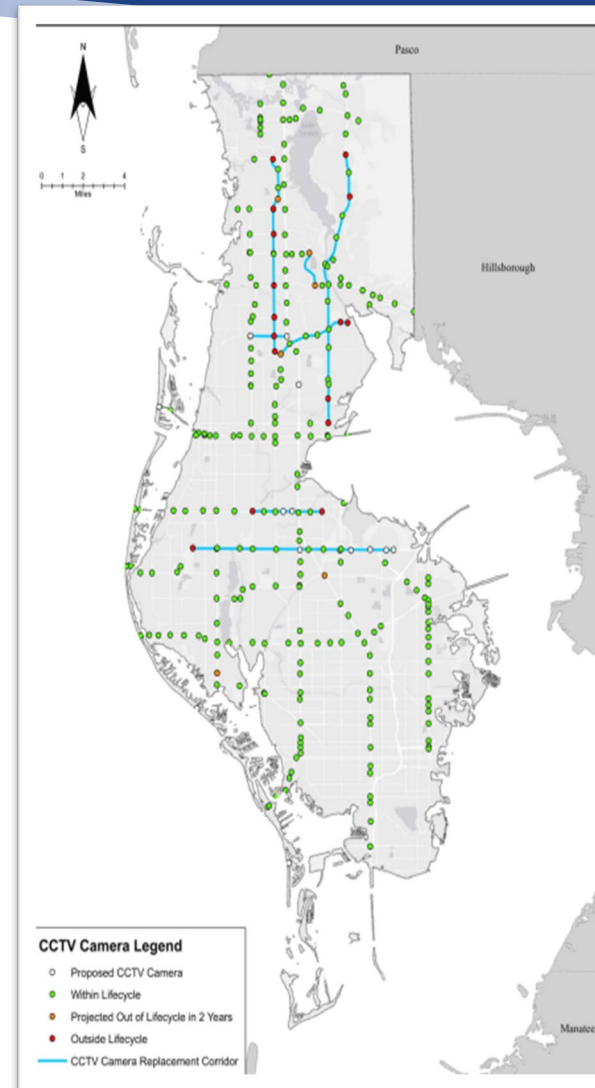 Pasco
N
S
0 1 2 4
Miles
Hillsborough
CCTV Camera Legend
Proposed CCTV Camera
Within Lifecycle
Projected Out of Lifecycle in 2 Years
Outside Lifecycle
CCTV Camera Replacement Corridor